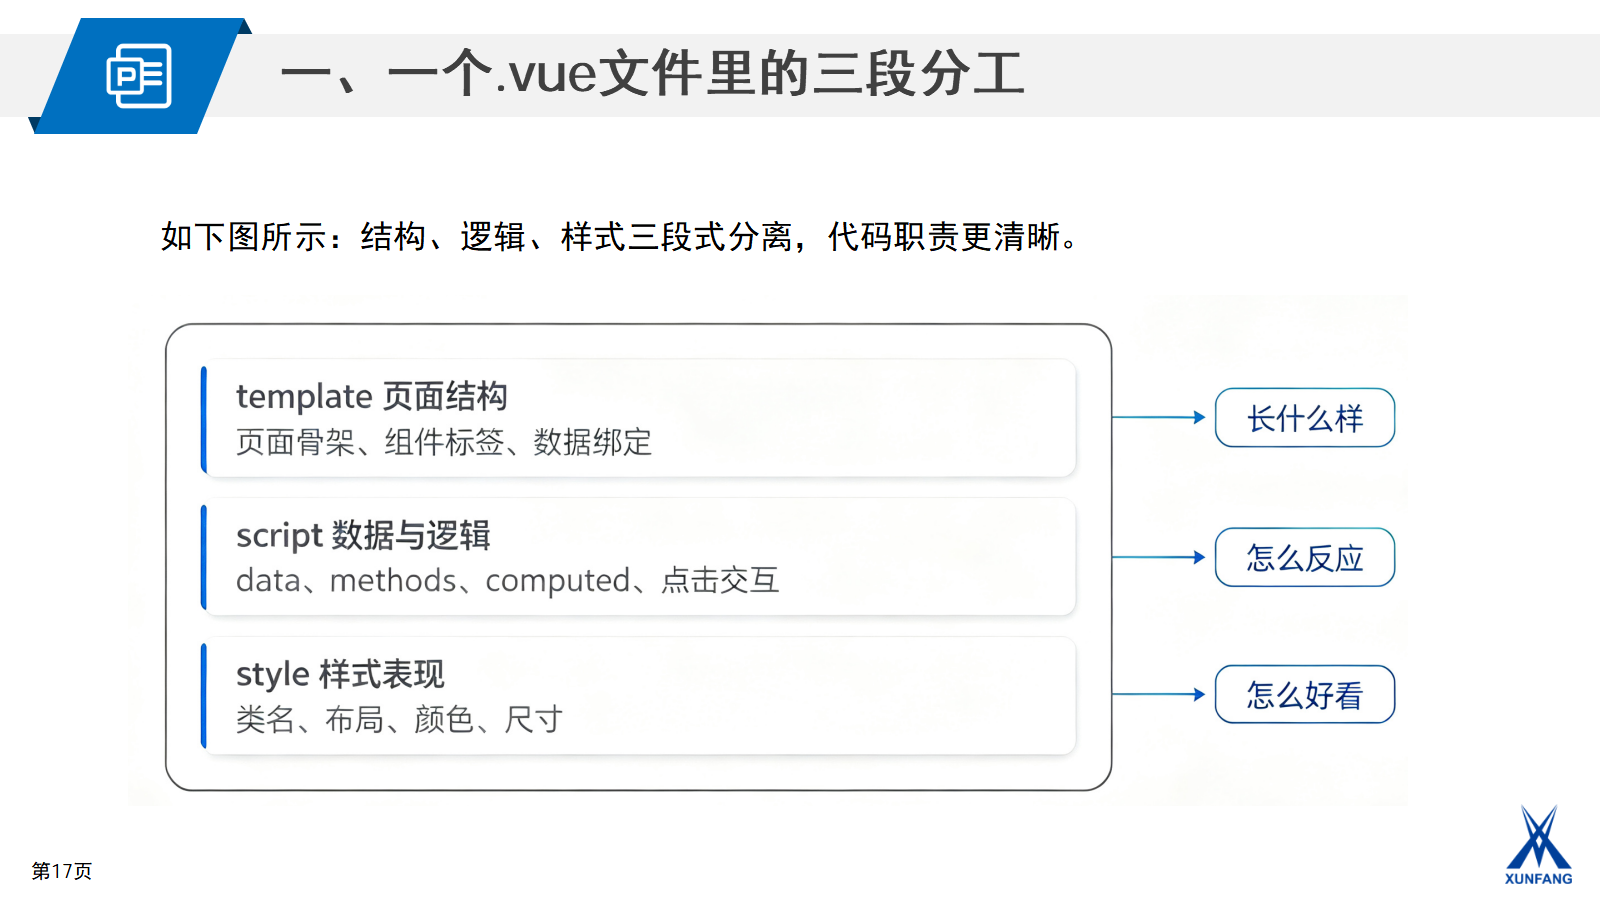 一、一个.vue文件里的三段分工
如下图所示：结构、逻辑、样式三段式分离，代码职责更清晰。
template 页面结构
页面骨架、组件标签、数据绑定
长什么样
script 数据与逻辑
data、methods、computed、点击交互
怎么反应
style 样式表现
类名、布局、颜色、尺寸
怎么好看
第17页
XUNFANG